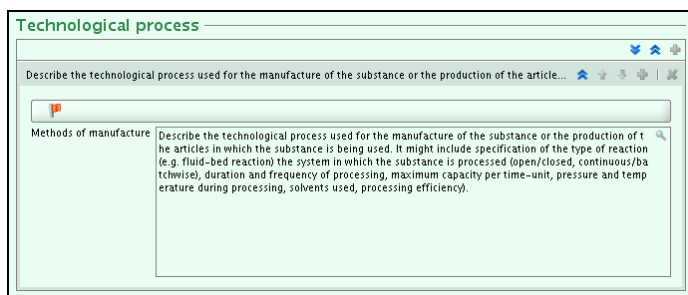 Technological process
Describe the technological process used for the manufacture of the substance or the production of the article...
Methods of manufacture
Describe the technological process used for the manufacture of the substance or the production of t
he articles in which the substance is being used. It might include specification of the type of reaction
(e.g. fluid-bed reaction) the system in which the substance is processed (open/closed, continuous/ba
tchwise), duration and frequency of processing, maximum capacity per time-unit, pressure and temp
erature during processing, solvents used, processing efficiency).